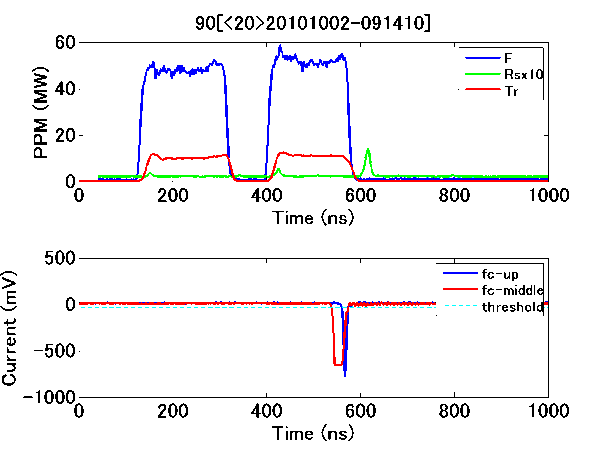 90[<20>20101002-091410]
60
40
20
0
PPM (MW)
F
Rsx10
Tr
0 200 400 600 800 1000
Time (ns)
500
0
-500
-1000
Current (mV)
fc-up
fc-middle
threshold
0 200 400 600 800 1000
Time (ns)